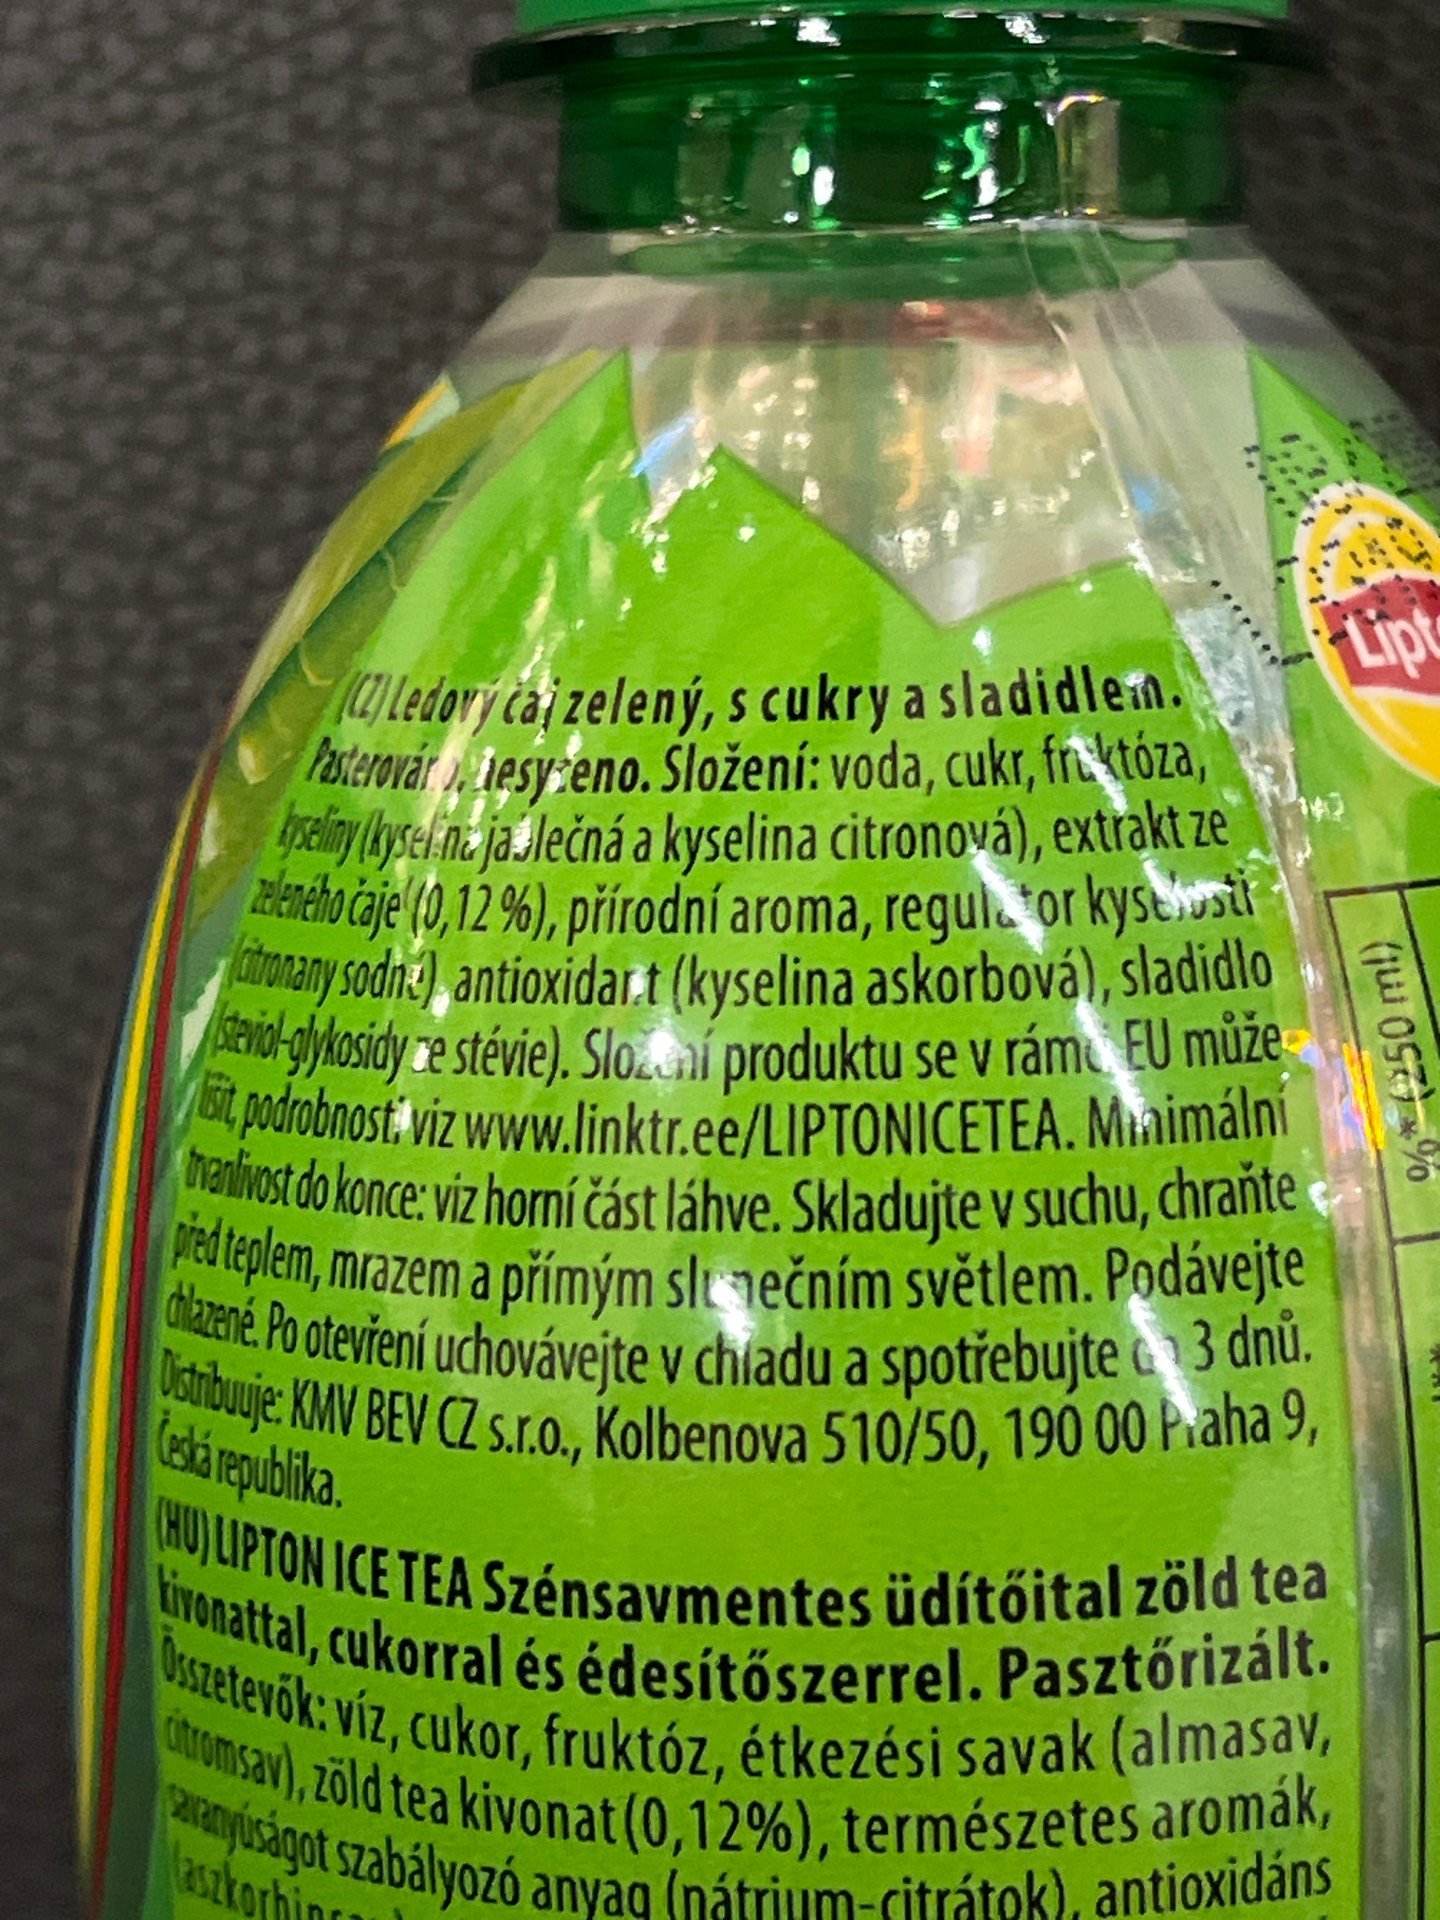 (CZ) Ledový čaj zelený, s cukry a sladidlem.
Pasterováno, nesyceno. Složení: voda, cukr, fruktóza,
kyseliny (kyselina jablečná a kyselina citronová), extrakt ze
zeleného čaje (0,12 %), přírodní aroma, regulátor kyselosti
(citronany sodné), antioxidant (kyselina askorbová), sladidlo
(steviol-glykosidy ze stévie). Složení produktu se v rámci EU může
lišit, podrobnosti viz www.linktr.ee/LIPTONICETEA. Minimální
trvanlivost do konce: viz horní část láhve. Skladujte v suchu, chraňte
před teplem, mrazem a přímým slunečním světlem. Podávejte
chlazené. Po otevření uchovávejte v chladu a spotřebujte do 3 dnů.
Distribuuje: KMV BEV CZ s.r.o., Kolbenova 510/50, 190 00 Praha 9,
Česká republika.
(HU) LIPTON ICE TEA Szénsavmentes üdítőital zöld tea
kivonattal, cukorral és édesítőszerrel. Pasztőrizált.
Összetevők: víz, cukor, fruktóz, étkezési savak (almasav,
citromsav), zöld tea kivonat (0,12%), természetes aromák,
savanyúságot szabályozó anyag (nátrium-citrátok), antioxidáns
%* (250 ml)